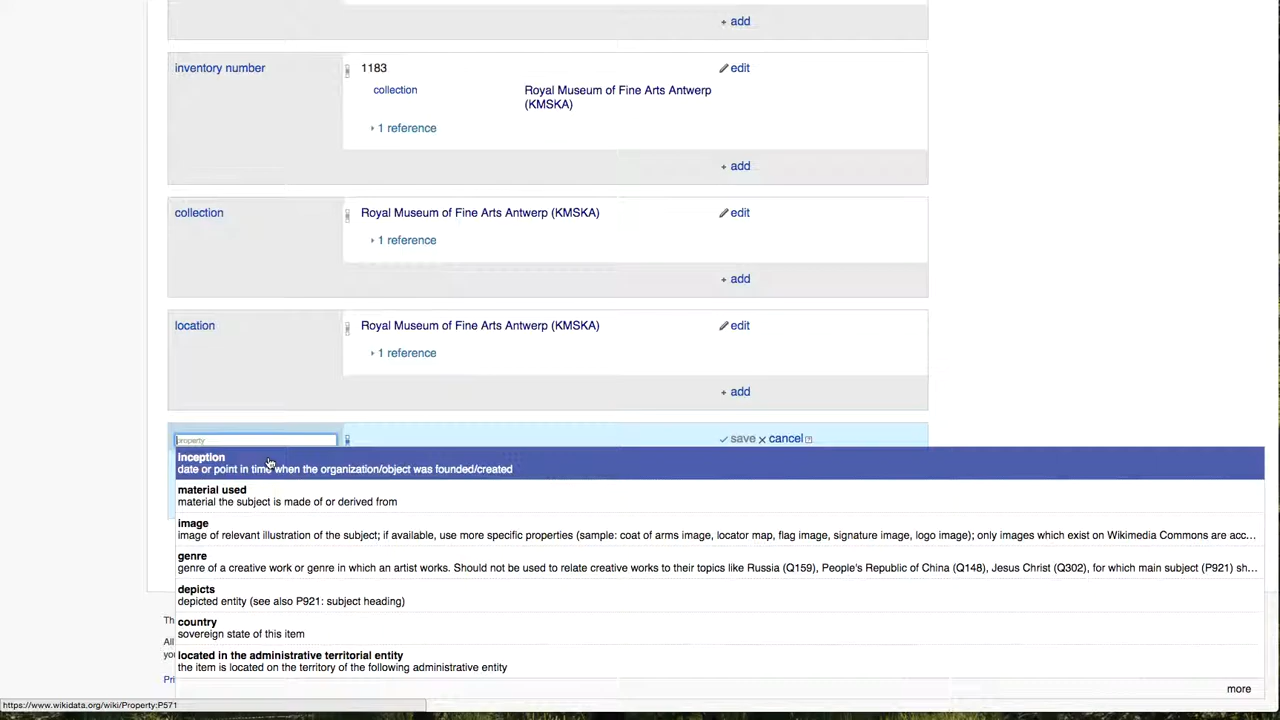 + add
inventory number
1183
edit
collection
Royal Museum of Fine Arts Antwerp
(KMSKA)
1 reference
+ add
collection
Royal Museum of Fine Arts Antwerp (KMSKA)
edit
1 reference
+ add
location
Royal Museum of Fine Arts Antwerp (KMSKA)
edit
1 reference
+ add
property
save cancel
inception
date or point in time when the organization/object was founded/created
material used
material the subject is made of or derived from
image
image of relevant illustration of the subject; if available, use more specific properties (sample: coat of arms image, locator map, flag image, signature image, logo image); only images which exist on Wikimedia Commons are acc...
genre
genre of a creative work or genre in which an artist works. Should not be used to relate creative works to their topics like Russia (Q159), People's Republic of China (Q148), Jesus Christ (Q302), for which main subject (P921) sh...
depicts
depicted entity (see also P921: subject heading)
country
sovereign state of this item
Th
All
you
located in the administrative territorial entity
the item is located on the territory of the following administrative entity
Pri
more
https://www.wikidata.org/wiki/Property:P571